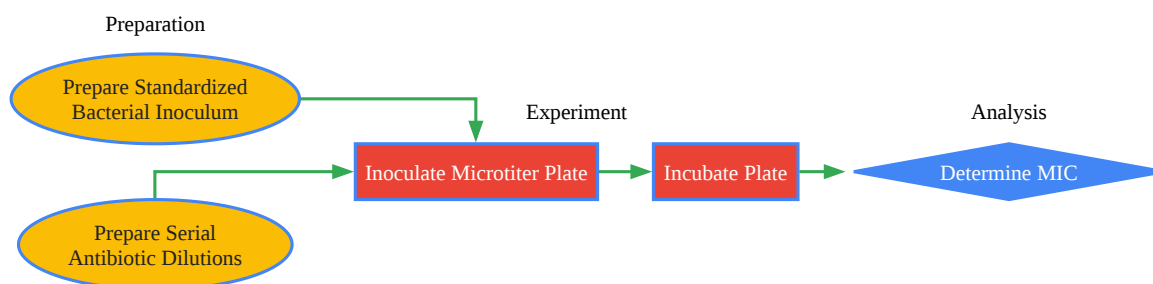 Preparation
Prepare Standardized
Bacterial Inoculum
Experiment
Analysis
Inoculate Microtiter Plate
Incubate Plate
Determine MIC
Prepare Serial
Antibiotic Dilutions